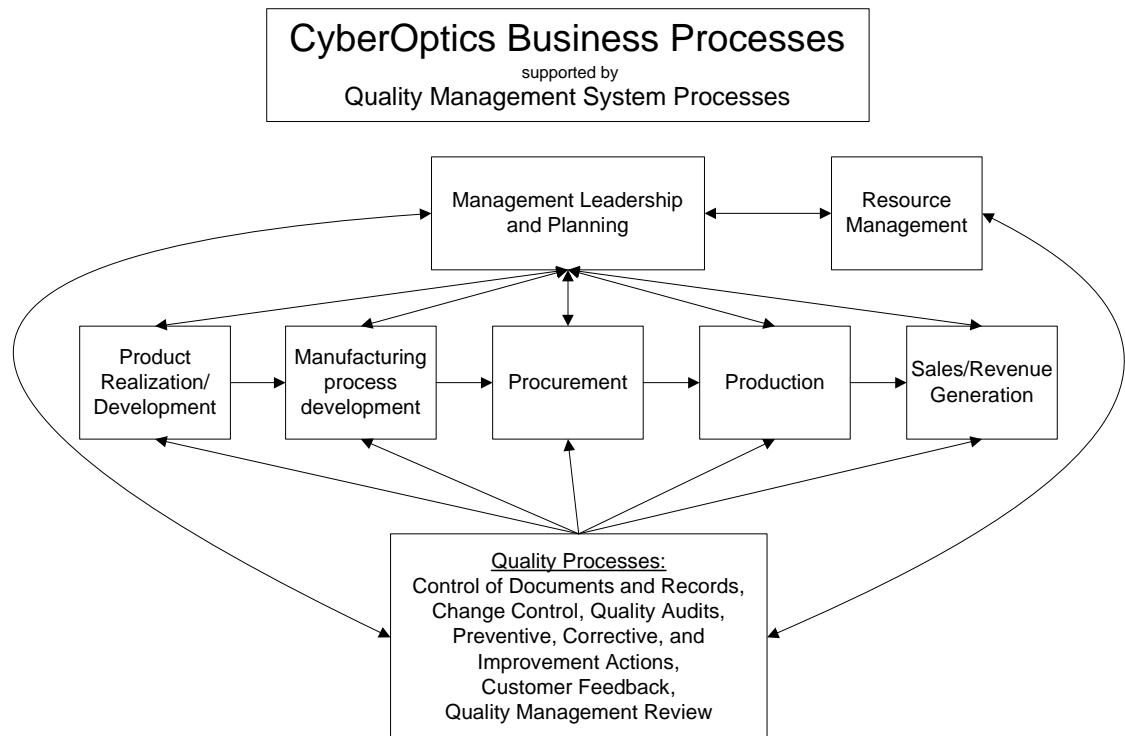 CyberOptics Business Processes
supported by
Quality Management System Processes
Management Leadership
and Planning
Resource
Management
Product
Realization/
Development
Manufacturing
process
development
Procurement
Production
Sales/Revenue
Generation
Quality Processes:
Control of Documents and Records,
Change Control, Quality Audits,
Preventive, Corrective, and
Improvement Actions,
Customer Feedback,
Quality Management Review